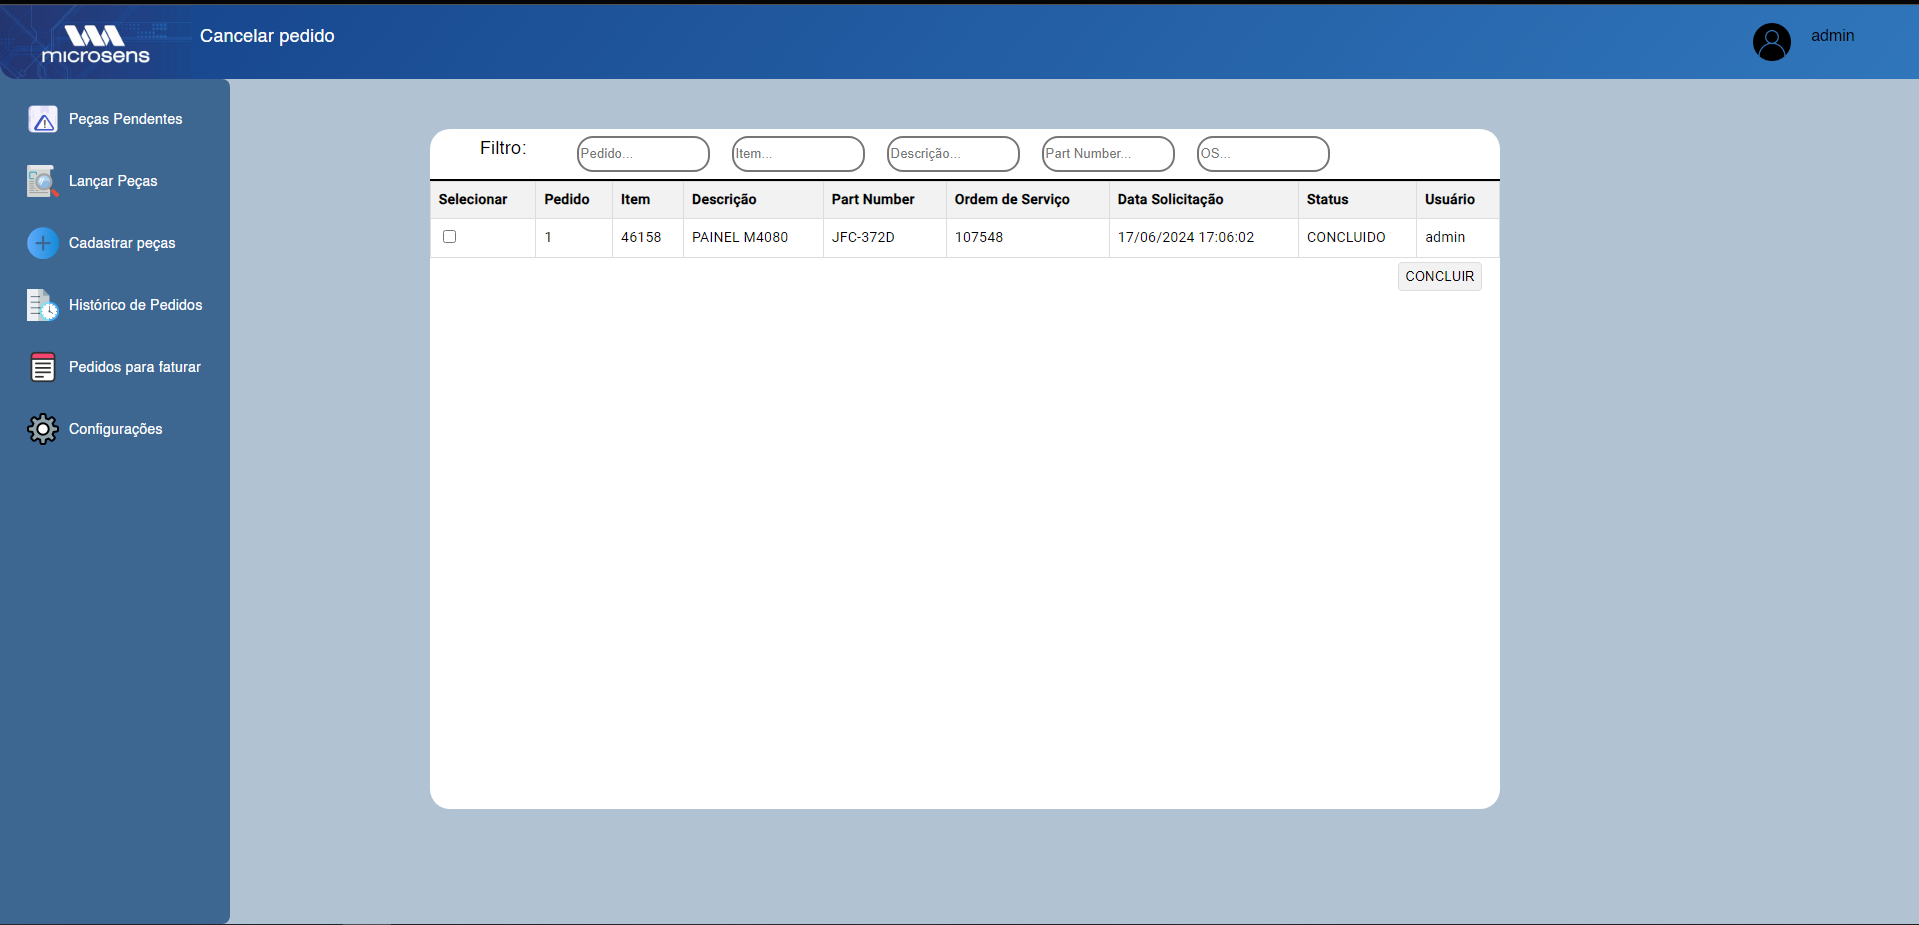 microsens
Cancelar pedido
admin
Peças Pendentes
Lançar Peças
Cadastrar peças
Histórico de Pedidos
Pedidos para faturar
Configurações
Filtro: Pedido... Item... Descrição... Part Number... OS...
Selecionar Pedido Item Descrição Part Number Ordem de Serviço Data Solicitação Status Usuário
1 46158 PAINEL M4080 JFC-372D 107548 17/06/2024 17:06:02 CONCLUIDO admin
CONCLUIR